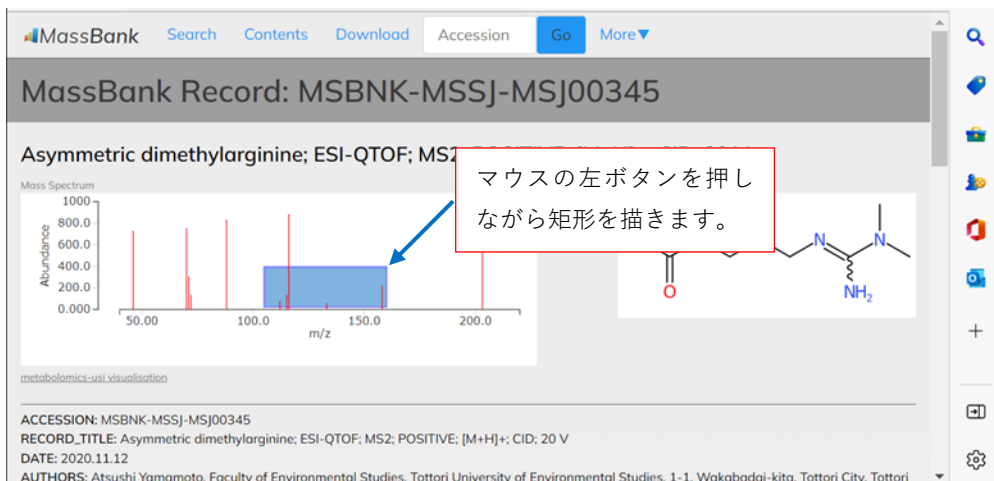 MassBank Search Contents Download Accession Go More▼
MassBank Record: MSBNK-MSSJ-MSJ00345
Asymmetric dimethylarginine; ESI-QTOF; MS2
マウスの左ボタンを押し
ながら矩形を描きます。
Mass Spectrum
1000
800.0
600.0
400.0
200.0
0.000
Abundance
50.00 100.0 150.0 200.0
m/z
N N
O NH2
metabolomics-usi visualisation
ACCESSION: MSBNK-MSSJ-MSJ00345
RECORD_TITLE: Asymmetric dimethylarginine; ESI-QTOF; MS2; POSITIVE; [M+H]+; CID; 20 V
DATE: 2020.11.12
AUTHORS: Atsushi Yamamoto, Faculty of Environmental Studies, Tottori University of Environmental Studies, 1-1, Wakabadai-kita, Tottori City, Tottori